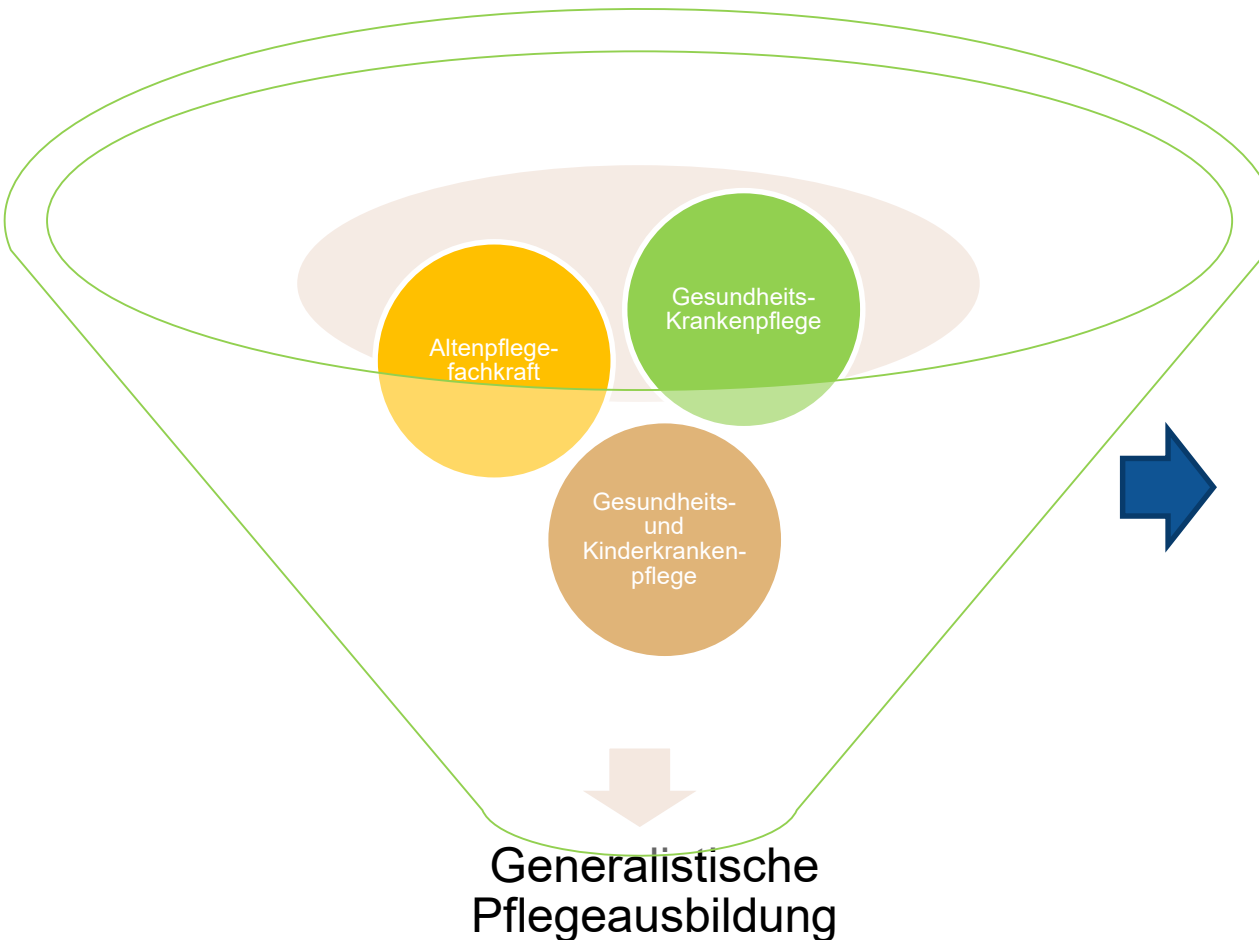 Gesundheits-
Krankenpflege
Altenpflege-
fachkraft
Gesundheits-
und
Kinderkranken-
pflege
Generalistische
Pflegeausbildung